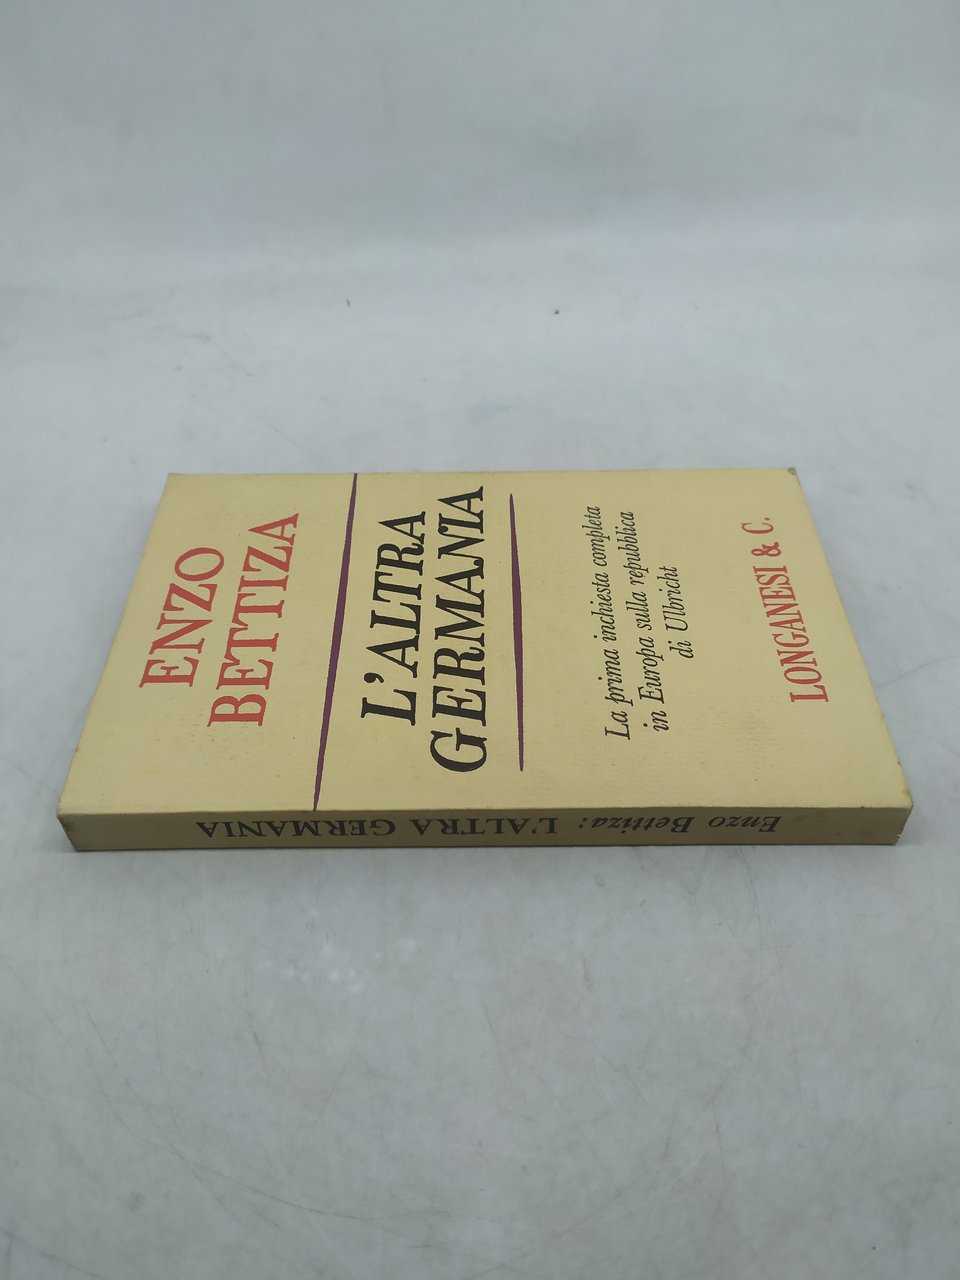 ENZO
BETTIZA
L'ALTRA
GERMANIA
La prima inchiesta completa
in Europa sulla repubblica
di Ulbricht
LONGANESI & C.
Enzo Bettiza: L'ALTRA GERMANIA